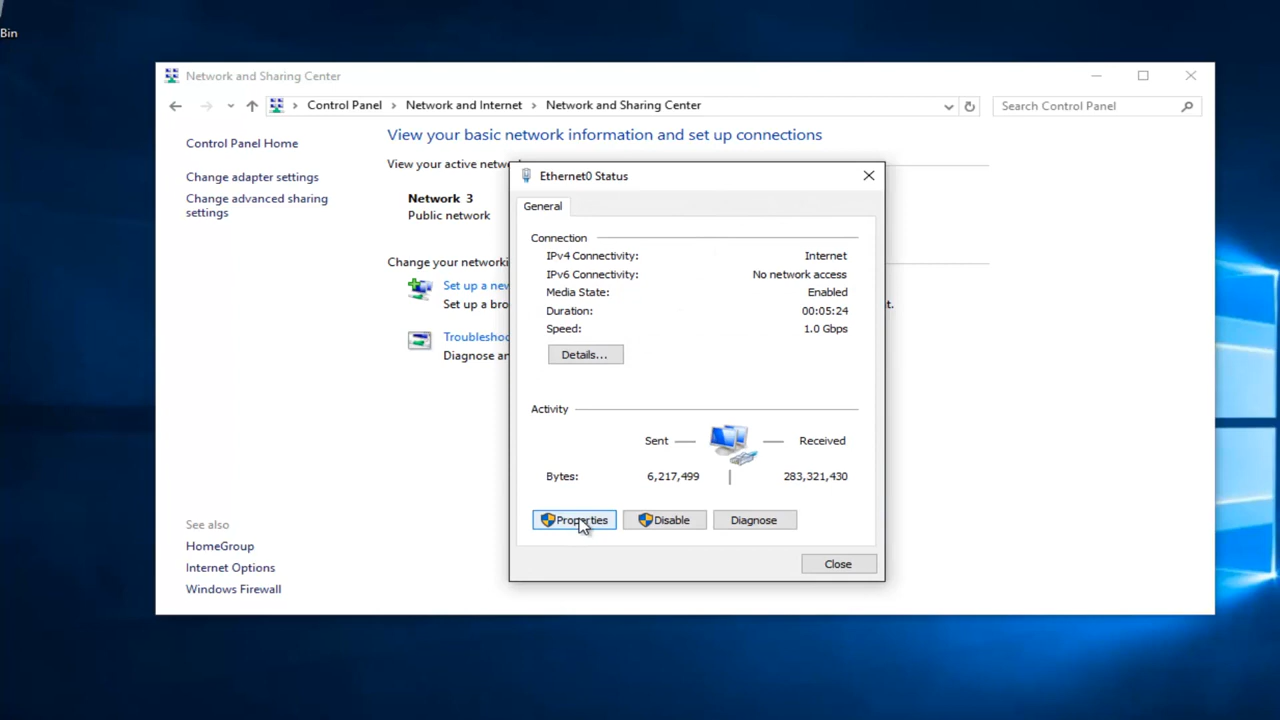 Bin
Network and Sharing Center
Control Panel > Network and Internet > Network and Sharing Center
Search Control Panel
Control Panel Home
Change adapter settings
Change advanced sharing
settings
See also
HomeGroup
Internet Options
Windows Firewall
View your basic network information and set up connections
View your active netwo
Network 3
Public network
Change your networki
Set up a new
Set up a bro
t.
Troubleshoo
Diagnose an
Ethernet0 Status
General
Connection
IPv4 Connectivity: Internet
IPv6 Connectivity: No network access
Media State: Enabled
Duration: 00:05:24
Speed: 1.0 Gbps
Details...
Activity
Sent Received
Bytes: 6,217,499 283,321,430
Properties Disable Diagnose
Close